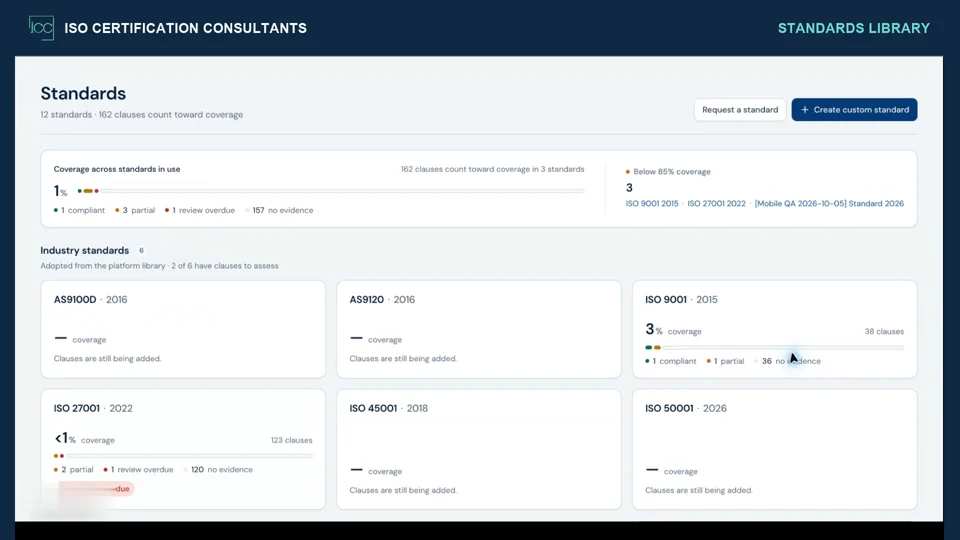 ICC ISO CERTIFICATION CONSULTANTS
STANDARDS LIBRARY
Standards
12 standards · 162 clauses count toward coverage
Request a standard
+ Create custom standard
Coverage across standards in use
162 clauses count toward coverage in 3 standards
1%
1 compliant 3 partial 1 review overdue 157 no evidence
Below 85% coverage
3
ISO 9001 2015 · ISO 27001 2022 · [Mobile QA 2026-10-05] Standard 2026
Industry standards 6
Adopted from the platform library · 2 of 6 have clauses to assess
AS9100D · 2016
— coverage
Clauses are still being added.
AS9120 · 2016
— coverage
Clauses are still being added.
ISO 9001 · 2015
3% coverage
38 clauses
1 compliant 1 partial 36 no evidence
ISO 27001 · 2022
<1% coverage
123 clauses
2 partial 1 review overdue 120 no evidence
due
ISO 45001 · 2018
— coverage
Clauses are still being added.
ISO 50001 · 2026
— coverage
Clauses are still being added.